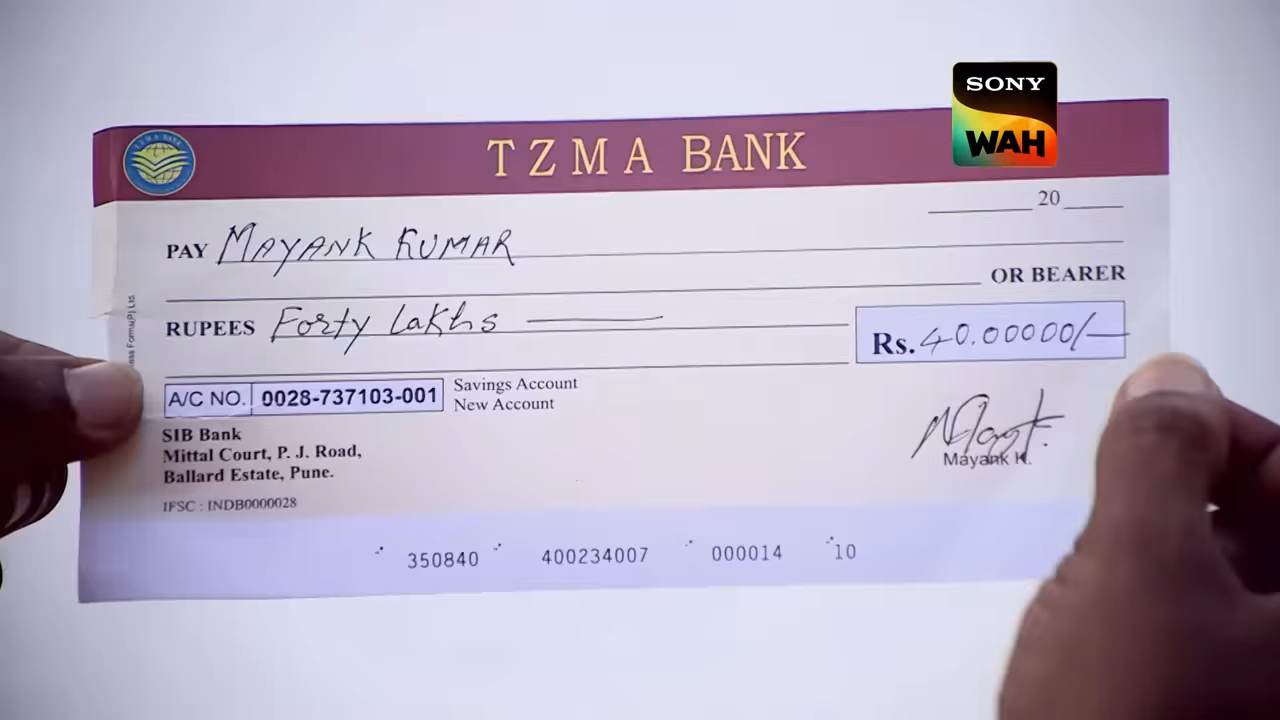 SONY
WAH
T Z M A BANK
20
PAY MAYANK KUMAR
OR BEARER
RUPEES Forty Lakhs
Rs. 40.00000/-
A/C NO. 0028-737103-001
Savings Account
New Account
SIB Bank
Mittal Court, P. J. Road,
Ballard Estate, Pune.
IFSC : INDB0000028
Mayank K.
350840 400234007 000014 10